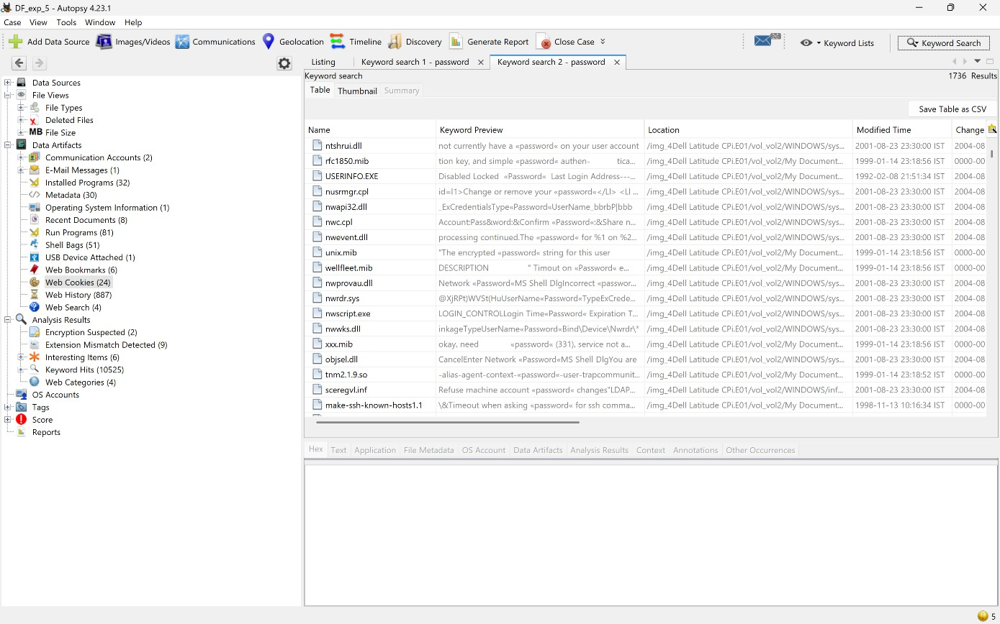 DF_exp_5 - Autopsy 4.23.1
Case View Tools Window Help
Add Data Source Images/Videos Communications Geolocation Timeline Discovery Generate Report Close Case 96 Keyword Lists Keyword Search
Listing Keyword search 1 - password Keyword search 2 - password
Keyword search 1736 Results
Table Thumbnail Summary
Save Table as CSV
Data Sources
File Views
File Types
Deleted Files
MB File Size
Data Artifacts
Communication Accounts (2)
E-Mail Messages (1)
Installed Programs (32)
Metadata (30)
Operating System Information (1)
Recent Documents (8)
Run Programs (81)
Shell Bags (51)
USB Device Attached (1)
Web Bookmarks (6)
Web Cookies (24)
Web History (887)
Web Search (4)
Analysis Results
Encryption Suspected (2)
Extension Mismatch Detected (9)
Interesting Items (6)
Keyword Hits (10525)
Web Categories (4)
OS Accounts
Tags
Score
Reports
Name Keyword Preview Location Modified Time Change
ntshrui.dll not currently have a «password« on your user account /img_4Dell Latitude CPi.E01/vol_vol2/WINDOWS/sys... 2001-08-23 23:30:00 IST 2004-08
rfc1850.mib tion key, and simple «password« authen- tica... /img_4Dell Latitude CPi.E01/vol_vol2/My Document... 1999-01-14 23:18:56 IST 0000-00
USERINFO.EXE Disabled Locked «Password« Last Login Address---... /img_4Dell Latitude CPi.E01/vol_vol2/WINDOWS/sys... 1992-02-08 21:51:34 IST 2004-08
nusrmgr.cpl id=I1>Change or remove your «password«</LI> <LI ... /img_4Dell Latitude CPi.E01/vol_vol2/WINDOWS/sys... 2001-08-23 23:30:00 IST 2004-08
nwapi32.dll _ExCredentialsType«Password«UserName_bbrbP|bbb /img_4Dell Latitude CPi.E01/vol_vol2/WINDOWS/sys... 2001-08-23 23:30:00 IST 2004-08
nwc.cpl Account:Pass&word:&Confirm «Password«:&Share n... /img_4Dell Latitude CPi.E01/vol_vol2/WINDOWS/sys... 2001-08-23 23:30:00 IST 2004-08
nwevent.dll processing continued.The «password« for %1 on %2... /img_4Dell Latitude CPi.E01/vol_vol2/WINDOWS/sys... 2001-08-23 23:30:00 IST 2004-08
unix.mib "The encrypted «password« string for this user /img_4Dell Latitude CPi.E01/vol_vol2/My Document... 1999-01-14 23:18:56 IST 0000-00
wellfleet.mib DESCRIPTION " Timout on «Password« e... /img_4Dell Latitude CPi.E01/vol_vol2/My Document... 1999-01-14 23:18:56 IST 0000-00
nwprovau.dll Network «Password«MS Shell DlgIncorrect «passwor... /img_4Dell Latitude CPi.E01/vol_vol2/WINDOWS/sys... 2001-08-23 23:30:00 IST 2004-08
nwrdr.sys @XjRPt)WVSt(HuUserName«Password«TypeExCrede... /img_4Dell Latitude CPi.E01/vol_vol2/WINDOWS/sys... 2001-08-23 23:30:00 IST 2004-08
nwscript.exe LOGIN_CONTROLLogin Time«Password« Expiration T... /img_4Dell Latitude CPi.E01/vol_vol2/WINDOWS/sys... 2001-08-23 23:30:00 IST 2004-08
nwwks.dll inkageTypeUserName«Password«Bind\Device\Nwrdr\* /img_4Dell Latitude CPi.E01/vol_vol2/WINDOWS/sys... 2001-08-23 23:30:00 IST 2004-08
xxx.mib okay, need «password« (331), service not a... /img_4Dell Latitude CPi.E01/vol_vol2/My Document... 1999-01-14 23:18:56 IST 0000-00
objsel.dll CancelEnter Network «Password«MS Shell DlgYou are /img_4Dell Latitude CPi.E01/vol_vol2/WINDOWS/sys... 2001-08-23 23:30:00 IST 2004-08
tnm2.1.9.so -alias-agent-context-«password«-user-trapcommunit... /img_4Dell Latitude CPi.E01/vol_vol2/My Document... 1999-01-14 23:18:52 IST 0000-00
sceregvl.inf Refuse machine account «password« changes"LDAP... /img_4Dell Latitude CPi.E01/vol_vol2/WINDOWS/inf... 2001-08-23 23:30:00 IST 2004-08
make-ssh-known-hosts1.1 \&Timeout when asking «password« for ssh comma... /img_4Dell Latitude CPi.E01/vol_vol2/My Document... 1998-11-13 10:16:34 IST 0000-00
Hex Text Application File Metadata OS Account Data Artifacts Analysis Results Context Annotations Other Occurrences
5